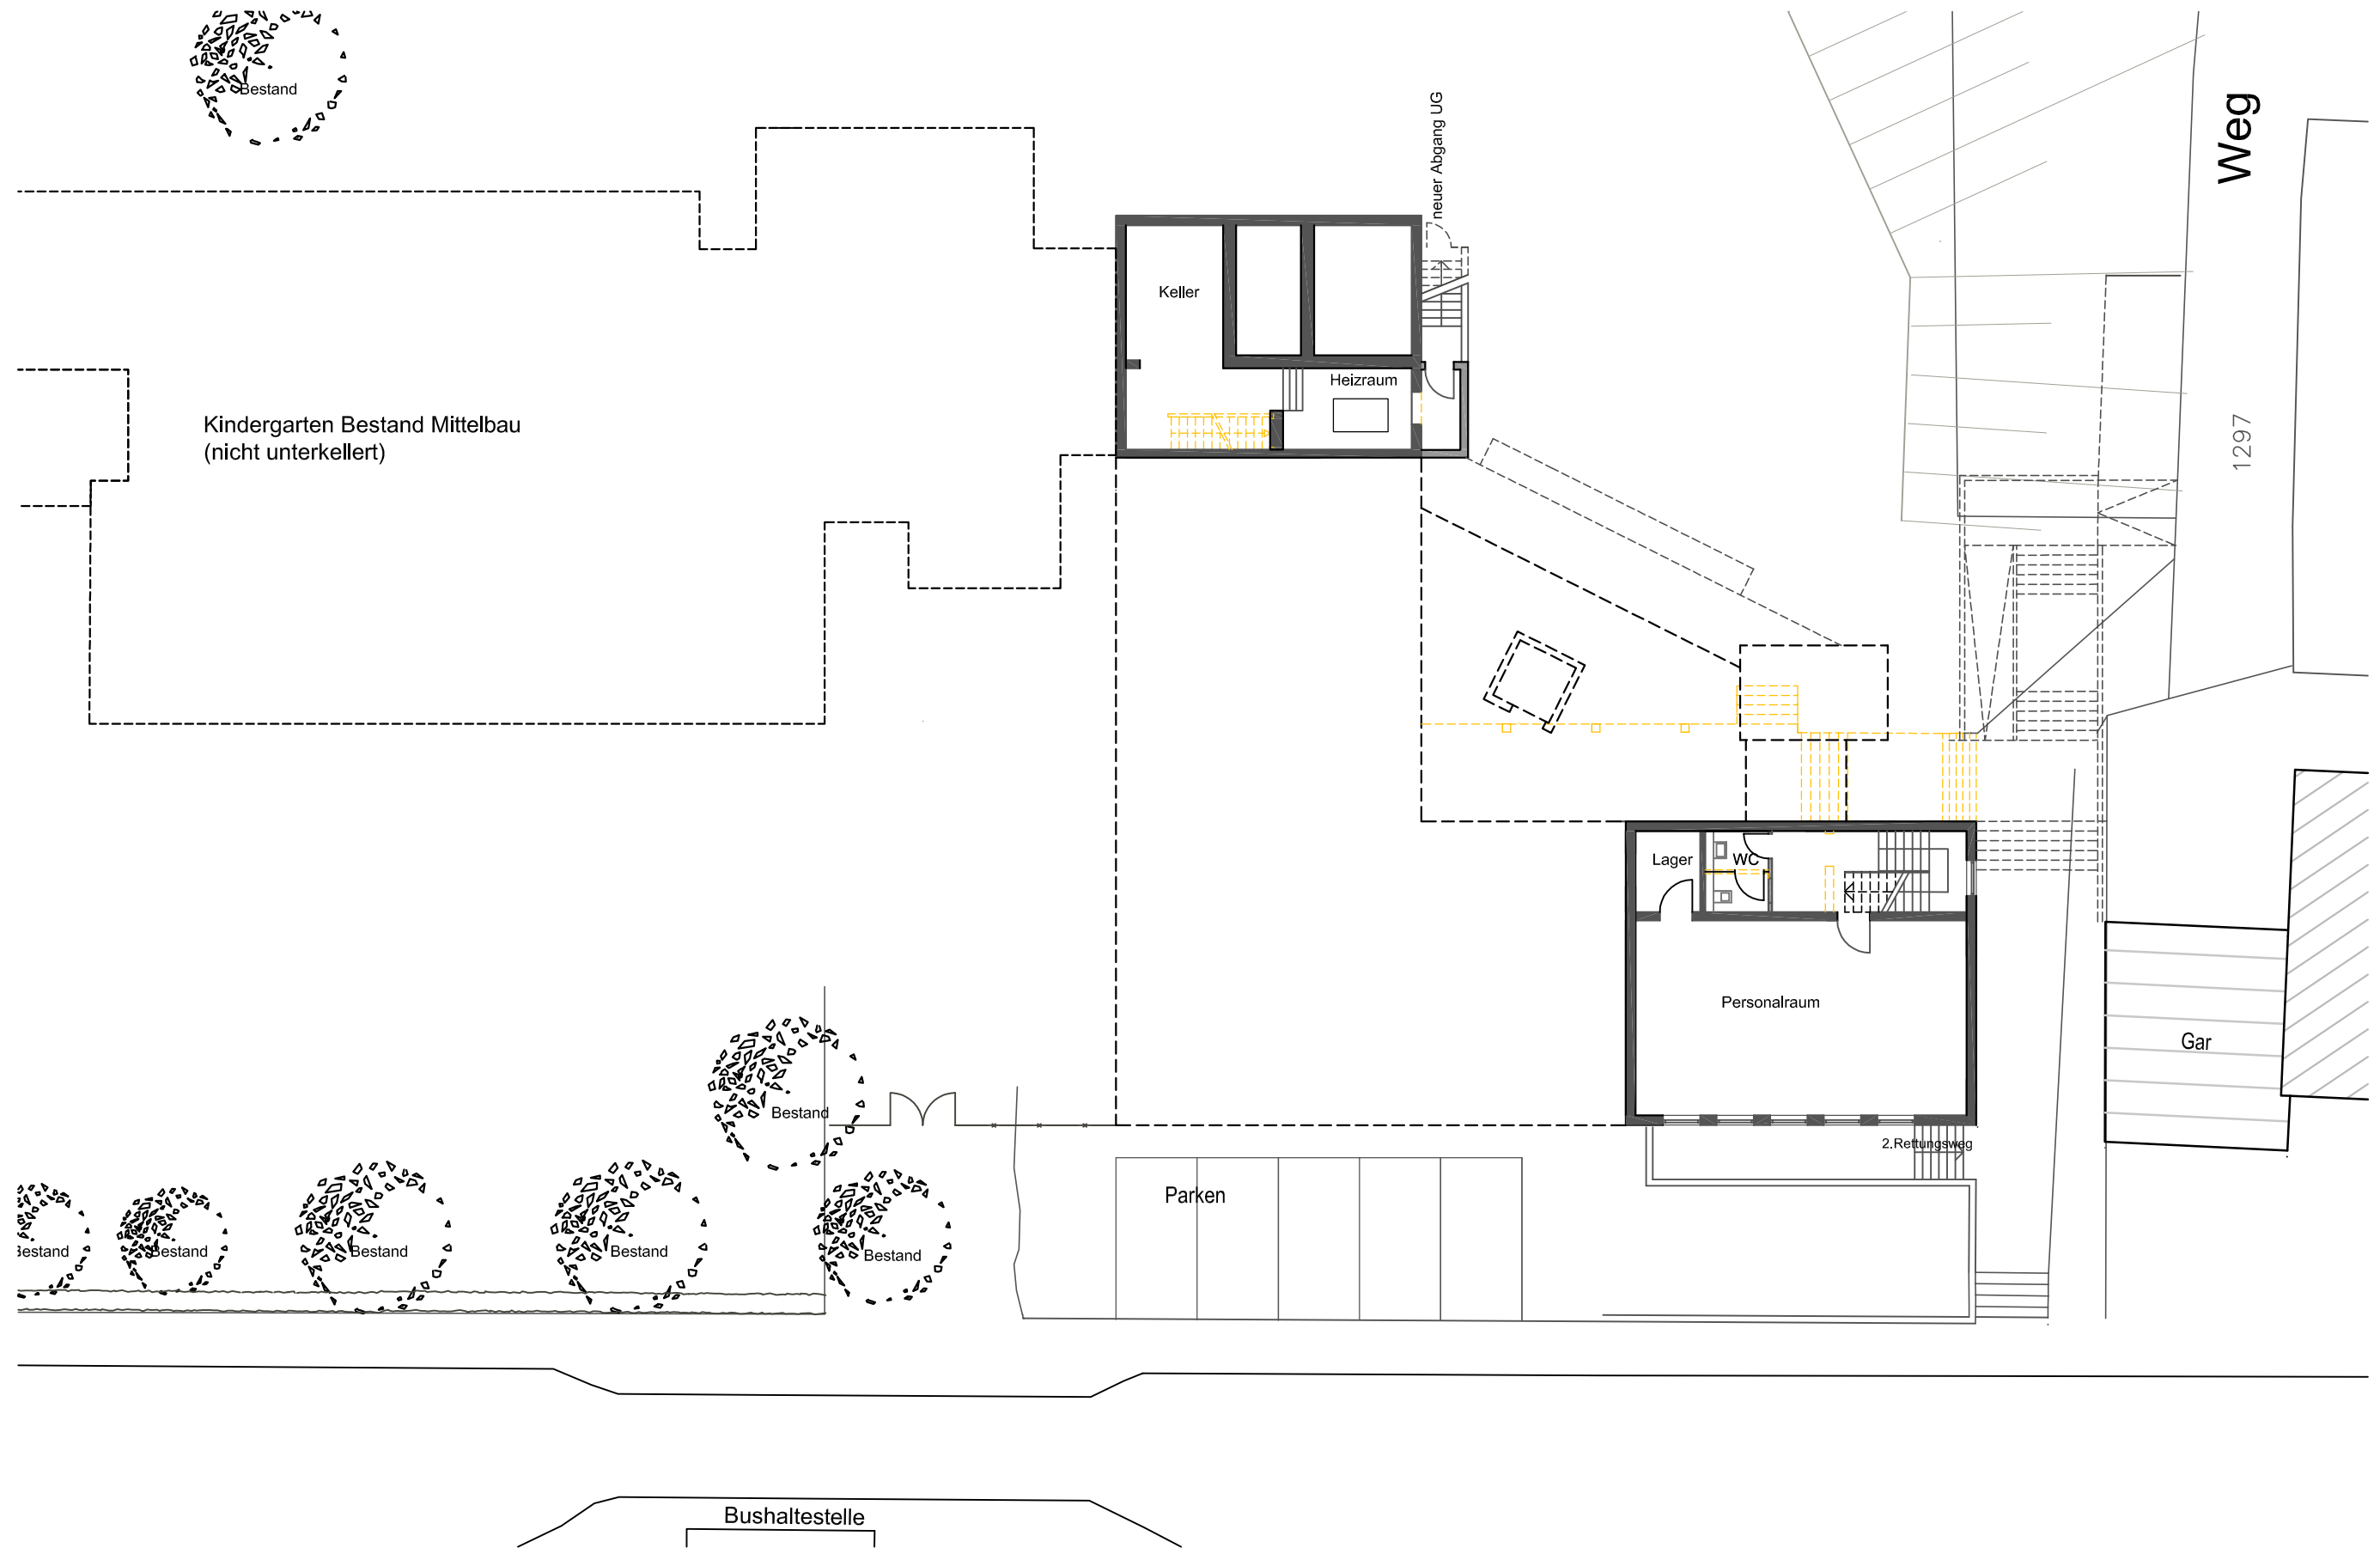 Bestand
neuer Abgang UG
Weg
Keller
Heizraum
Kindergarten Bestand Mittelbau
(nicht unterkellert)
1297
Lager
WC
Personalraum
Gar
Bestand
2.Rettungsweg
Parken
Bestand
Bestand
Bestand
Bestand
Bestand
Bushaltestelle